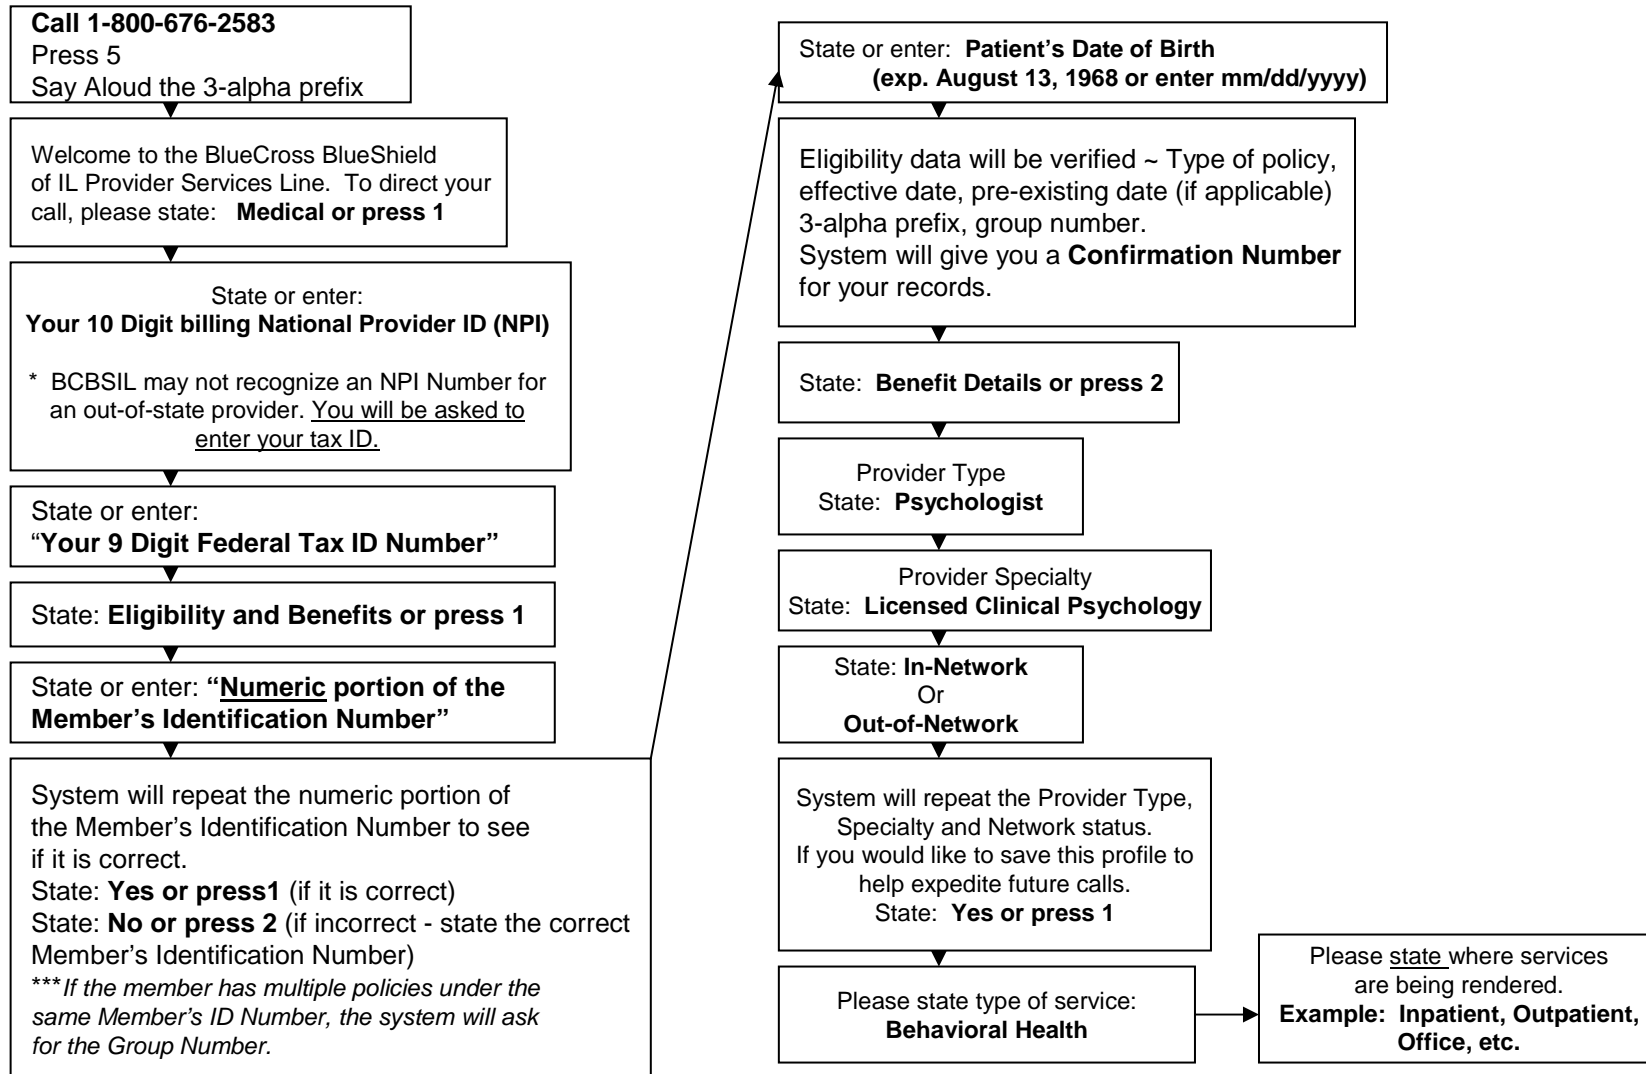 Call 1-800-676-2583
Press 5
Say Aloud the 3-alpha prefix
Welcome to the BlueCross BlueShield
of IL Provider Services Line. To direct your
call, please state: Medical or press 1
State or enter:
Your 10 Digit billing National Provider ID (NPI)
* BCBSIL may not recognize an NPI Number for
an out-of-state provider. You will be asked to
enter your tax ID.
State or enter:
“Your 9 Digit Federal Tax ID Number”
State: Eligibility and Benefits or press 1
State or enter: “Numeric portion of the
Member’s Identification Number”
System will repeat the numeric portion of
the Member’s Identification Number to see
if it is correct.
State: Yes or press1 (if it is correct)
State: No or press 2 (if incorrect - state the correct
Member’s Identification Number)
***If the member has multiple policies under the
same Member’s ID Number, the system will ask
for the Group Number.
State or enter: Patient’s Date of Birth
(exp. August 13, 1968 or enter mm/dd/yyyy)
Eligibility data will be verified ~ Type of policy,
effective date, pre-existing date (if applicable)
3-alpha prefix, group number.
System will give you a Confirmation Number
for your records.
State: Benefit Details or press 2
Provider Type
State: Psychologist
Provider Specialty
State: Licensed Clinical Psychology
State: In-Network
Or
Out-of-Network
System will repeat the Provider Type,
Specialty and Network status.
If you would like to save this profile to
help expedite future calls.
State: Yes or press 1
Please state type of service:
Behavioral Health
Please state where services
are being rendered.
Example: Inpatient, Outpatient,
Office, etc.